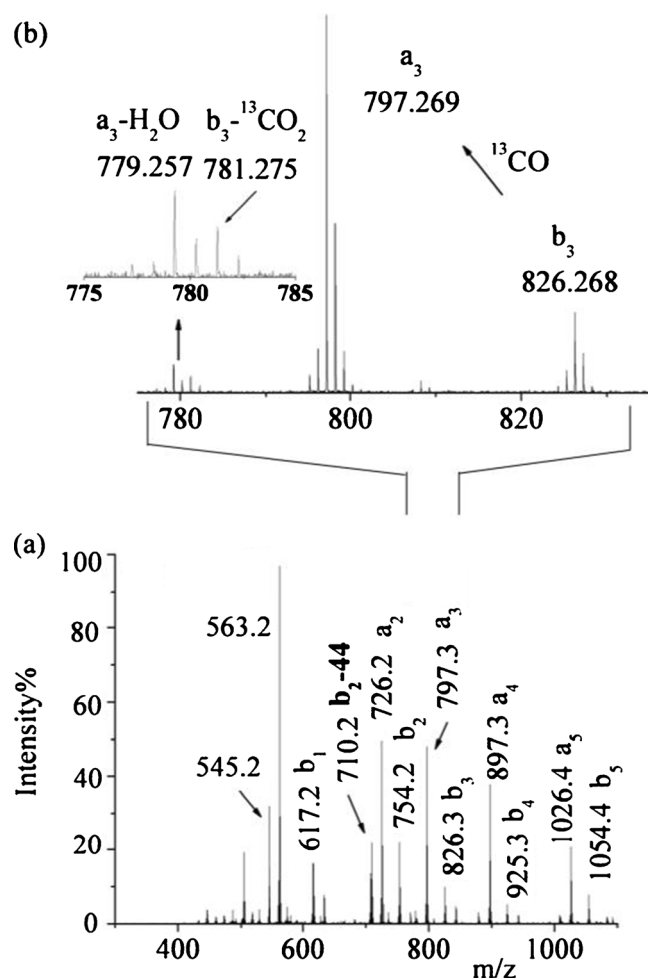 (b)
a₃
797.269
a₃-H₂O b₃-¹³CO₂
779.257 781.275
¹³CO
b₃
826.268
775 780 785
780 800 820
(a)
Intensity%
100
80
60
40
20
0
545.2
563.2
617.2 b₁
710.2 b₂-44
726.2 a₂
754.2 b₂
797.3 a₃
826.3 b₃
897.3 a₄
925.3 b₄
1026.4 a₅
1054.4 b₅
400 600 800 1000
m/z